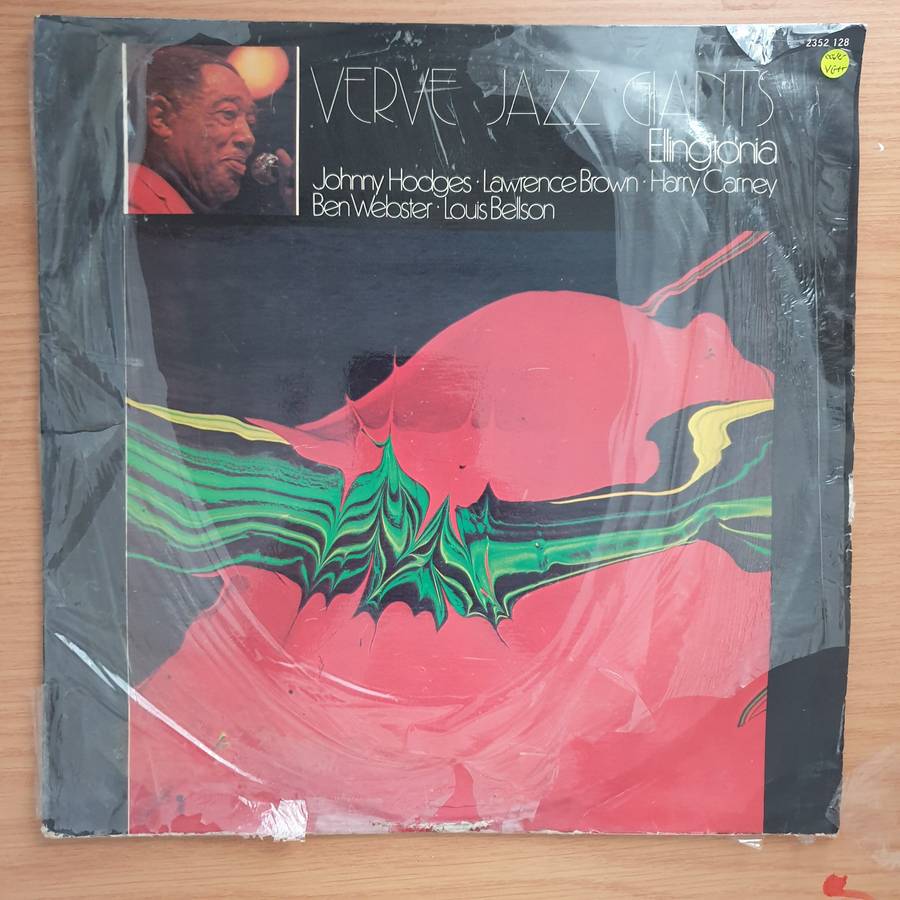 2352 128
VERVE JAZZ GIANTS
Ellingtonia
Johnny Hodges · Lawrence Brown · Harry Carney
Ben Webster · Louis Bellson